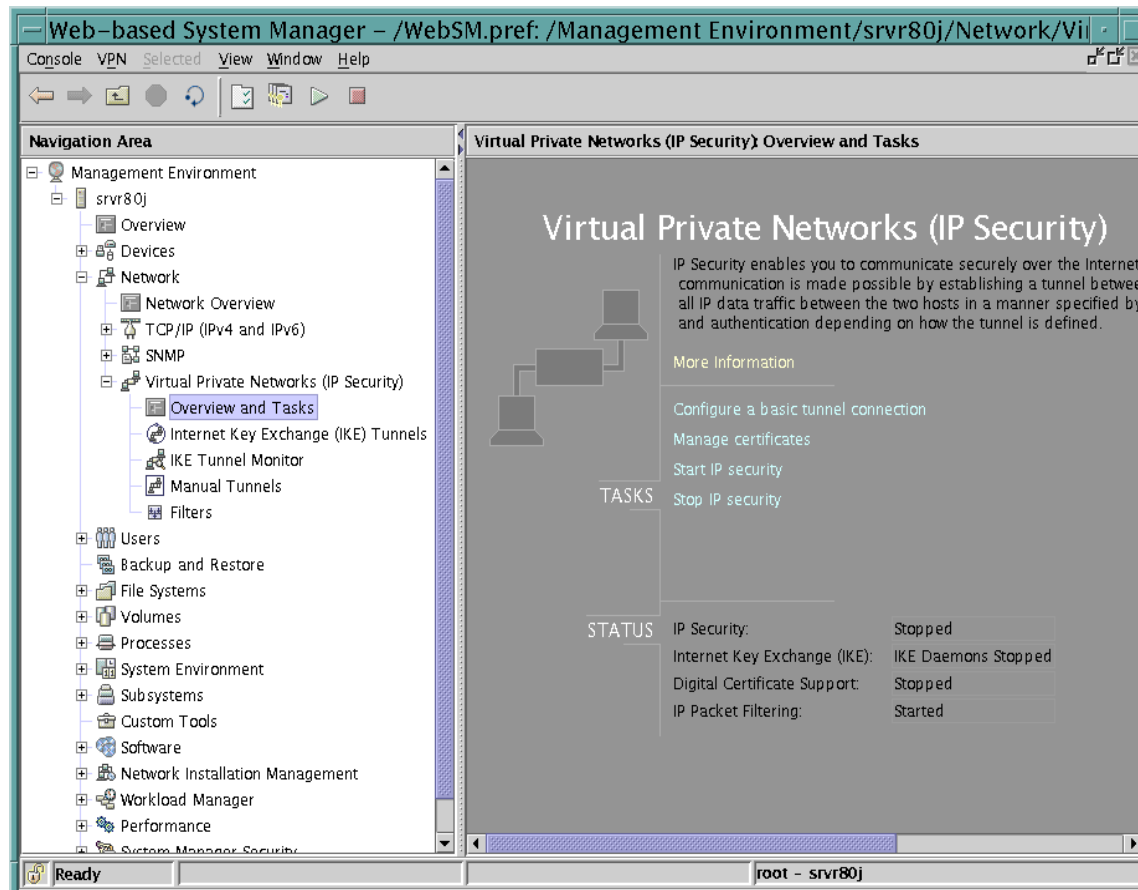 Web-based System Manager - /WebSM.pref: /Management Environment/srvr80j/Network/Vi
Console VPN Selected View Window Help
Navigation Area
Virtual Private Networks (IP Security): Overview and Tasks
Management Environment
srvr80j
Overview
Devices
Network
Network Overview
TCP/IP (IPv4 and IPv6)
SNMP
Virtual Private Networks (IP Security)
Overview and Tasks
Internet Key Exchange (IKE) Tunnels
IKE Tunnel Monitor
Manual Tunnels
Filters
Users
Backup and Restore
File Systems
Volumes
Processes
System Environment
Subsystems
Custom Tools
Software
Network Installation Management
Workload Manager
Performance
System Manager Security
Virtual Private Networks (IP Security)
IP Security enables you to communicate securely over the Internet
communication is made possible by establishing a tunnel betwee
all IP data traffic between the two hosts in a manner specified by
and authentication depending on how the tunnel is defined.
More Information
TASKS
Configure a basic tunnel connection
Manage certificates
Start IP security
Stop IP security
STATUS
IP Security: Stopped
Internet Key Exchange (IKE): IKE Daemons Stopped
Digital Certificate Support: Stopped
IP Packet Filtering: Started
Ready
root - srvr80j